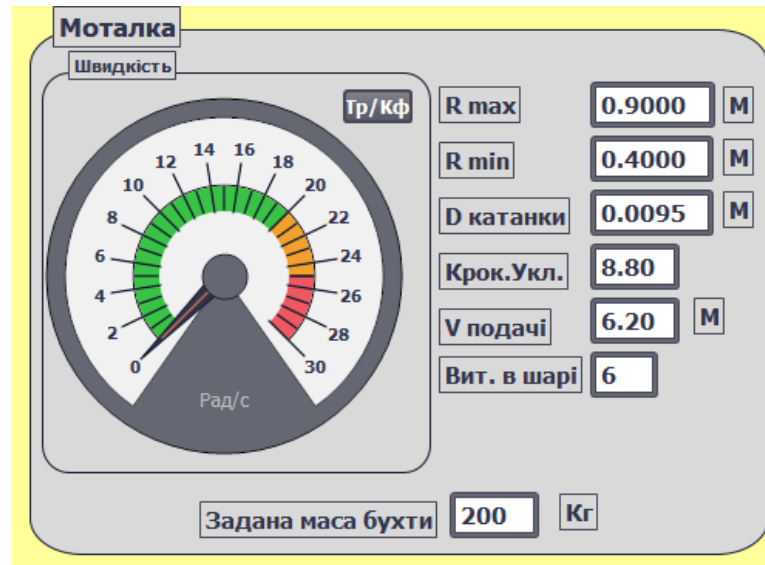 Моталка
Швидкість
Тр/Кф
0
2
4
6
8
10
12
14
16
18
20
22
24
26
28
30
Рад/с
R max 0.9000 М
R min 0.4000 М
D катанки 0.0095 М
Крок.Укл. 8.80
V подачі 6.20 М
Вит. в шарі 6
Задана маса бухти 200 Кг